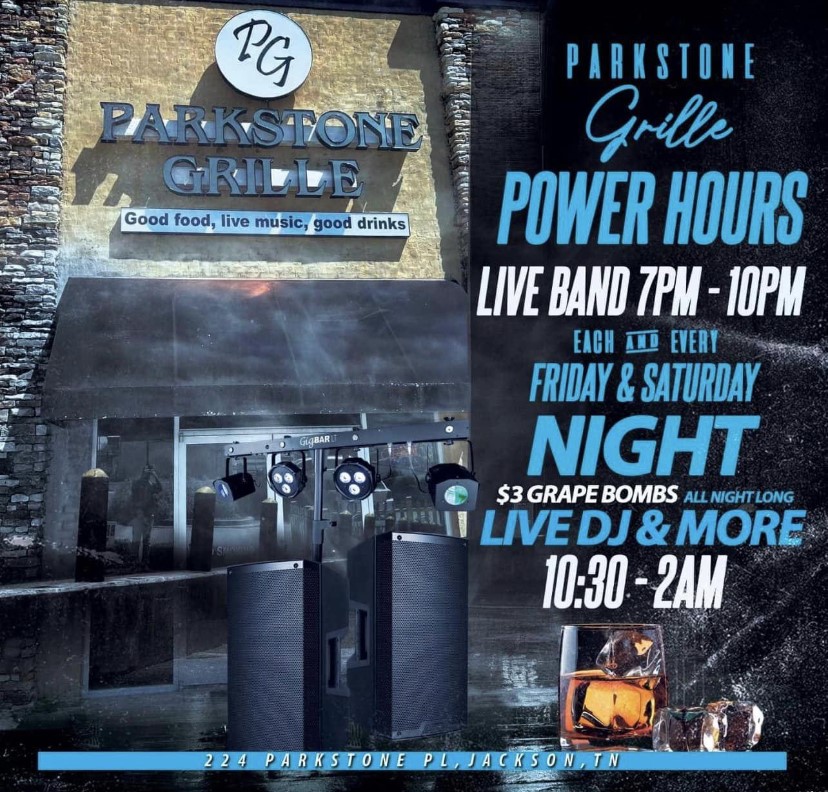 PG
PARKSTONE
GRILLE
Good food, live music, good drinks
GigBAR
PARKSTONE
Grille
POWER HOURS
LIVE BAND 7PM - 10PM
EACH AND EVERY
FRIDAY & SATURDAY
NIGHT
$3 GRAPE BOMBS ALL NIGHT LONG
LIVE DJ & MORE
10:30 - 2AM
224 PARKSTONE PL, JACKSON, TN